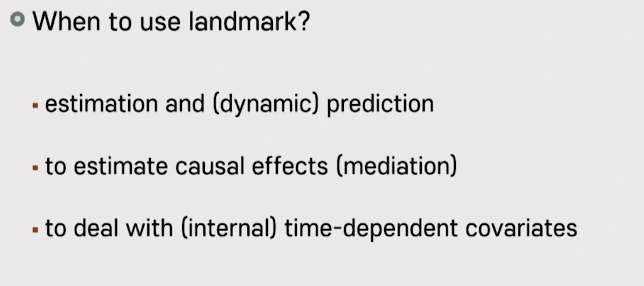 When to use landmark?
estimation and (dynamic) prediction
to estimate causal effects (mediation)
to deal with (internal) time-dependent covariates